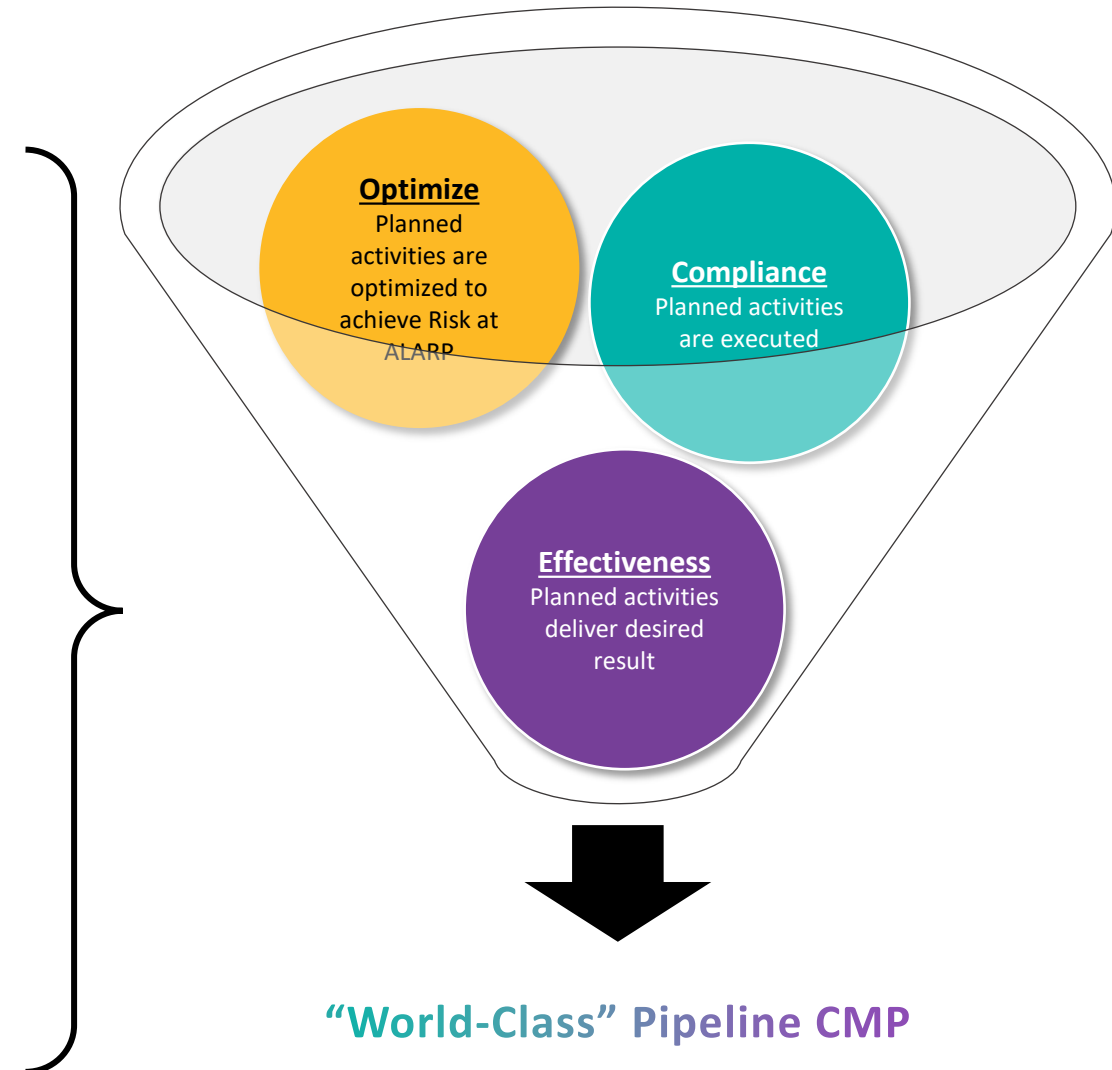 Optimize
Planned
activities are
optimized to
achieve Risk at
ALARP
Compliance
Planned activities
are executed
Effectiveness
Planned activities
deliver desired
result
“World-Class” Pipeline CMP